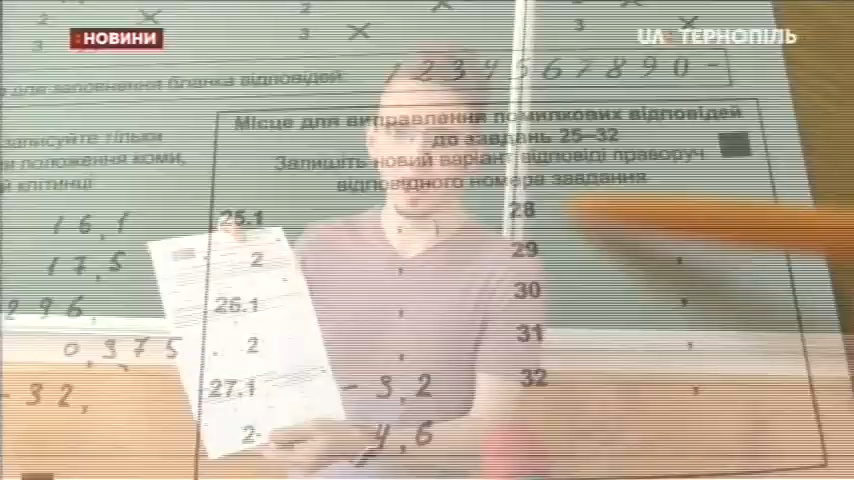 2
3
3
НОВИНИ
UA: ТЕРНОПІЛЬ
для заповнення бланка відповідей:
1 2 3 4 5 6 7 8 9 0 -
Місце для виправлення помилкових відповідей
до завдань 25–32
Запишіть новий варіант відповіді праворуч
відповідного номера завдання
записуйте тільки
положення коми,
клітинці
16,1
17,5
296,
0,375
-32,
25.1
2
26.1
2
27.1 -3,2
2 4,6
28
29
30
31
32